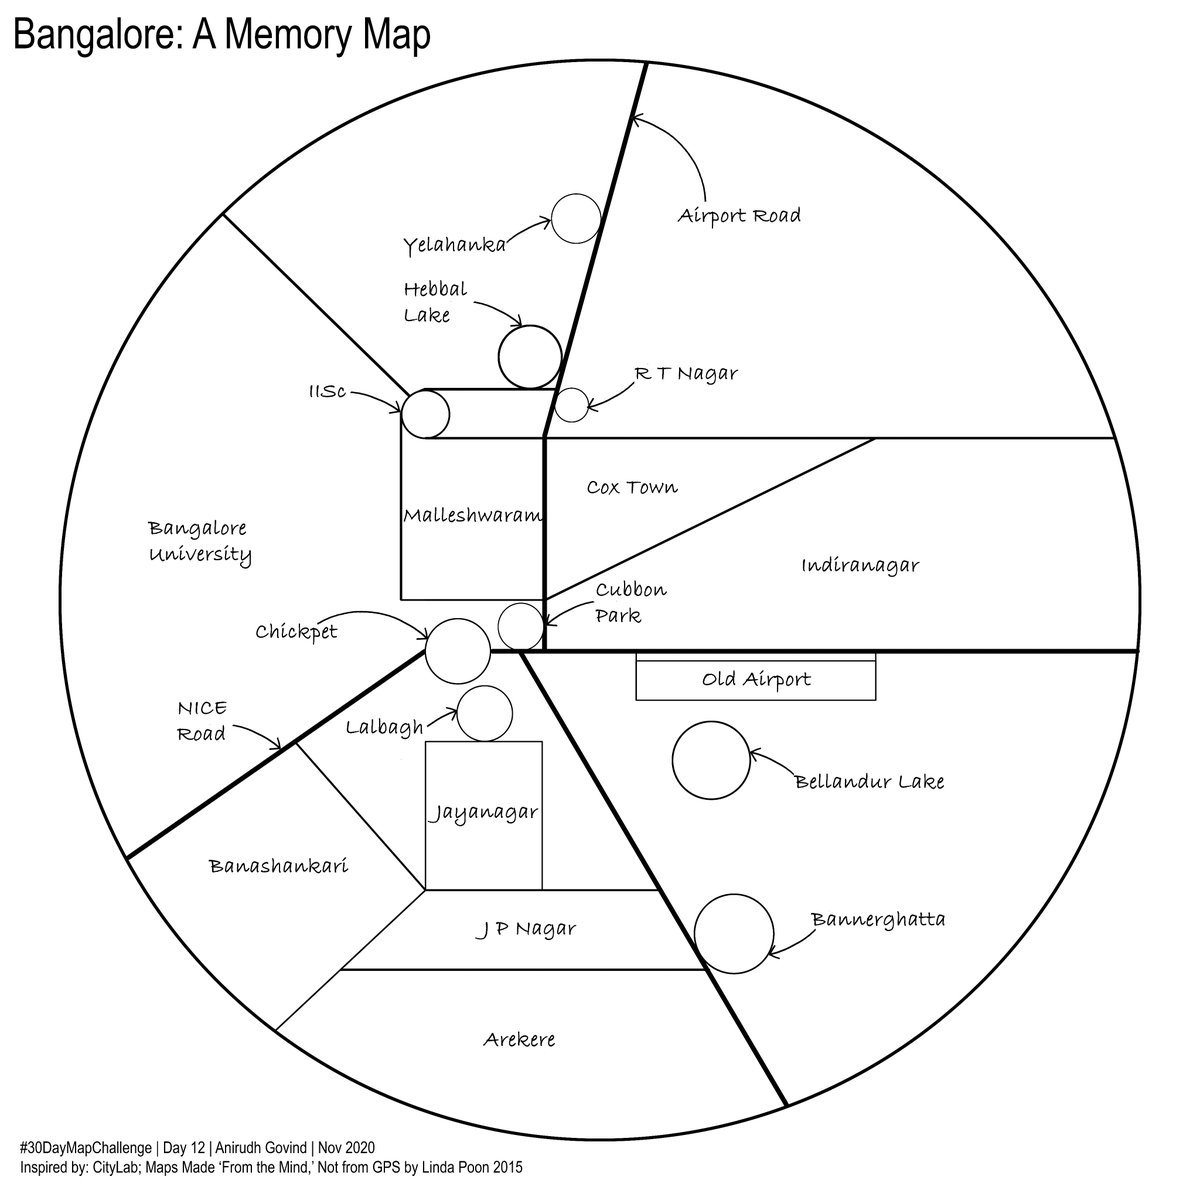 Bangalore: A Memory Map
Airport Road
Yelahanka
Hebbal
Lake
R T Nagar
IISc
Cox Town
Malleshwaram
Bangalore
University
Indiranagar
Cubbon
Park
Chickpet
Old Airport
NICE
Road
Lalbagh
Bellandur Lake
Jayanagar
Banashankari
Bannerghatta
J P Nagar
Arekere
#30DayMapChallenge | Day 12 | Anirudh Govind | Nov 2020
Inspired by: CityLab; Maps Made ‘From the Mind,’ Not from GPS by Linda Poon 2015